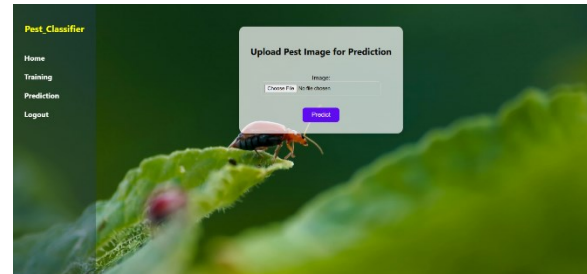 Pest_Classifier
Home
Training
Prediction
Logout
Upload Pest Image for Prediction
Image:
Choose File No file chosen
Predict